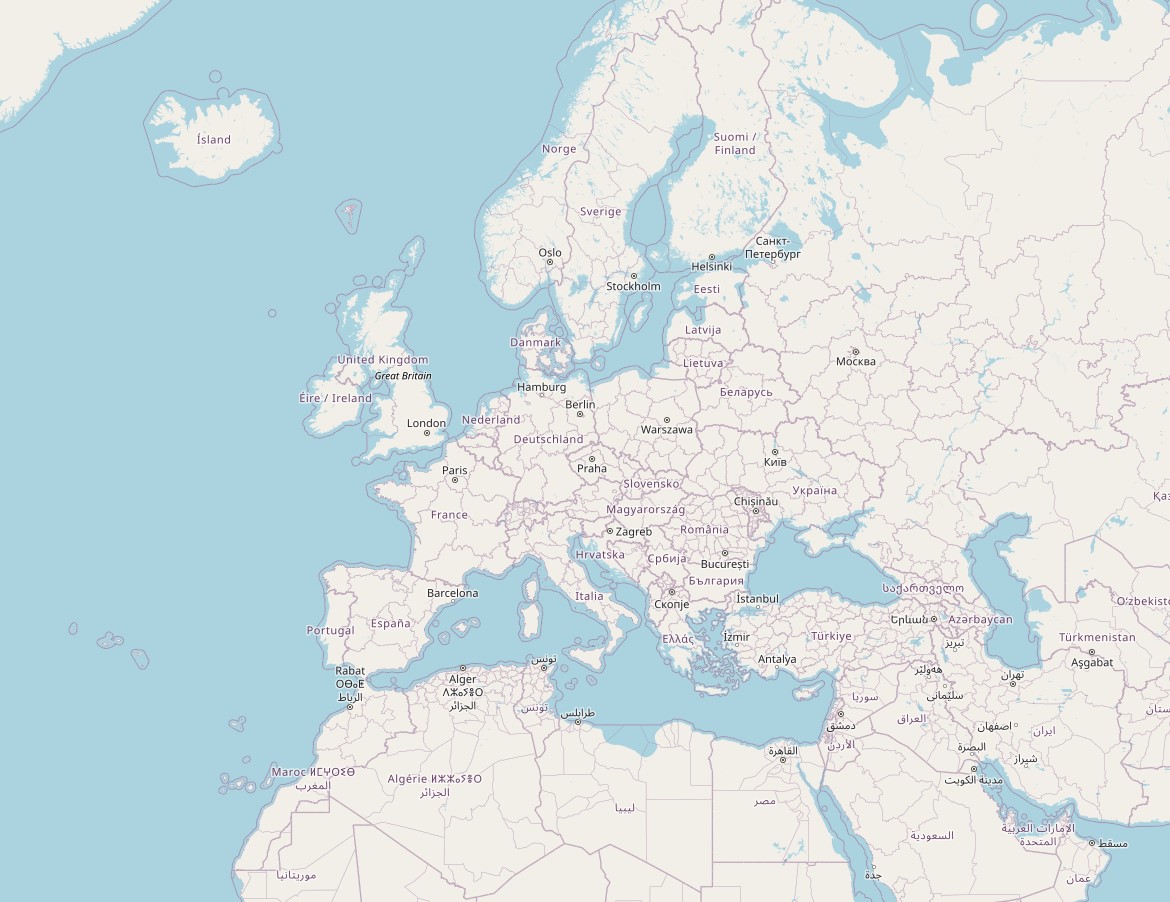 Ísland
Norge
Suomi /
Finland
Sverige
Oslo
Санкт-
Петербург
Helsinki
Stockholm
Eesti
Latvija
Danmark
United Kingdom
Great Britain
Lietuva
Москва
Hamburg
Беларусь
Éire / Ireland
Berlin
London
Nederland
Warszawa
Deutschland
Paris
Praha
Київ
Slovensko
Україна
France
Magyarország
Chișinău
Қаз
Zagreb
România
Hrvatska
Србија
București
България
Barcelona
Italia
Скопје
İstanbul
საქართველო
O'zbekisto
España
Portugal
Ελλάς
İzmir
Türkiye
Երևան
Azərbaycan
تبریز
Türkmenistan
Aşgabat
Antalya
تونس
Rabat
ⵔⴱⴰⵟ
الرباط
Alger
ⴷⵣⴰⵢⴻⵔ
الجزائر
تونس
طرابلس
هەولێر
سلێمانی
تهران
سوريا
دمشق
العراق
اصفهان
ایران
الأردن
القاهرة
البصرة
شیراز
مدينة الكويت
Maroc ⵍⵎⵖⵔⵉⴱ
المغرب
Algérie ⵍⵣⵣⴰⵢⴻⵔ
الجزائر
ليبيا
مصر
السعودية
الإمارات العربية
المتحدة
مسقط
عمان
جدة
موريتانيا